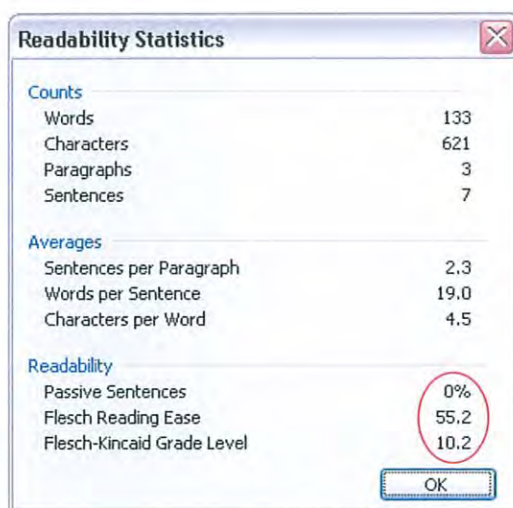 Readability Statistics
Counts
Words 133
Characters 621
Paragraphs 3
Sentences 7
Averages
Sentences per Paragraph 2.3
Words per Sentence 19.0
Characters per Word 4.5
Readability
Passive Sentences 0%
Flesch Reading Ease 55.2
Flesch-Kincaid Grade Level 10.2
OK